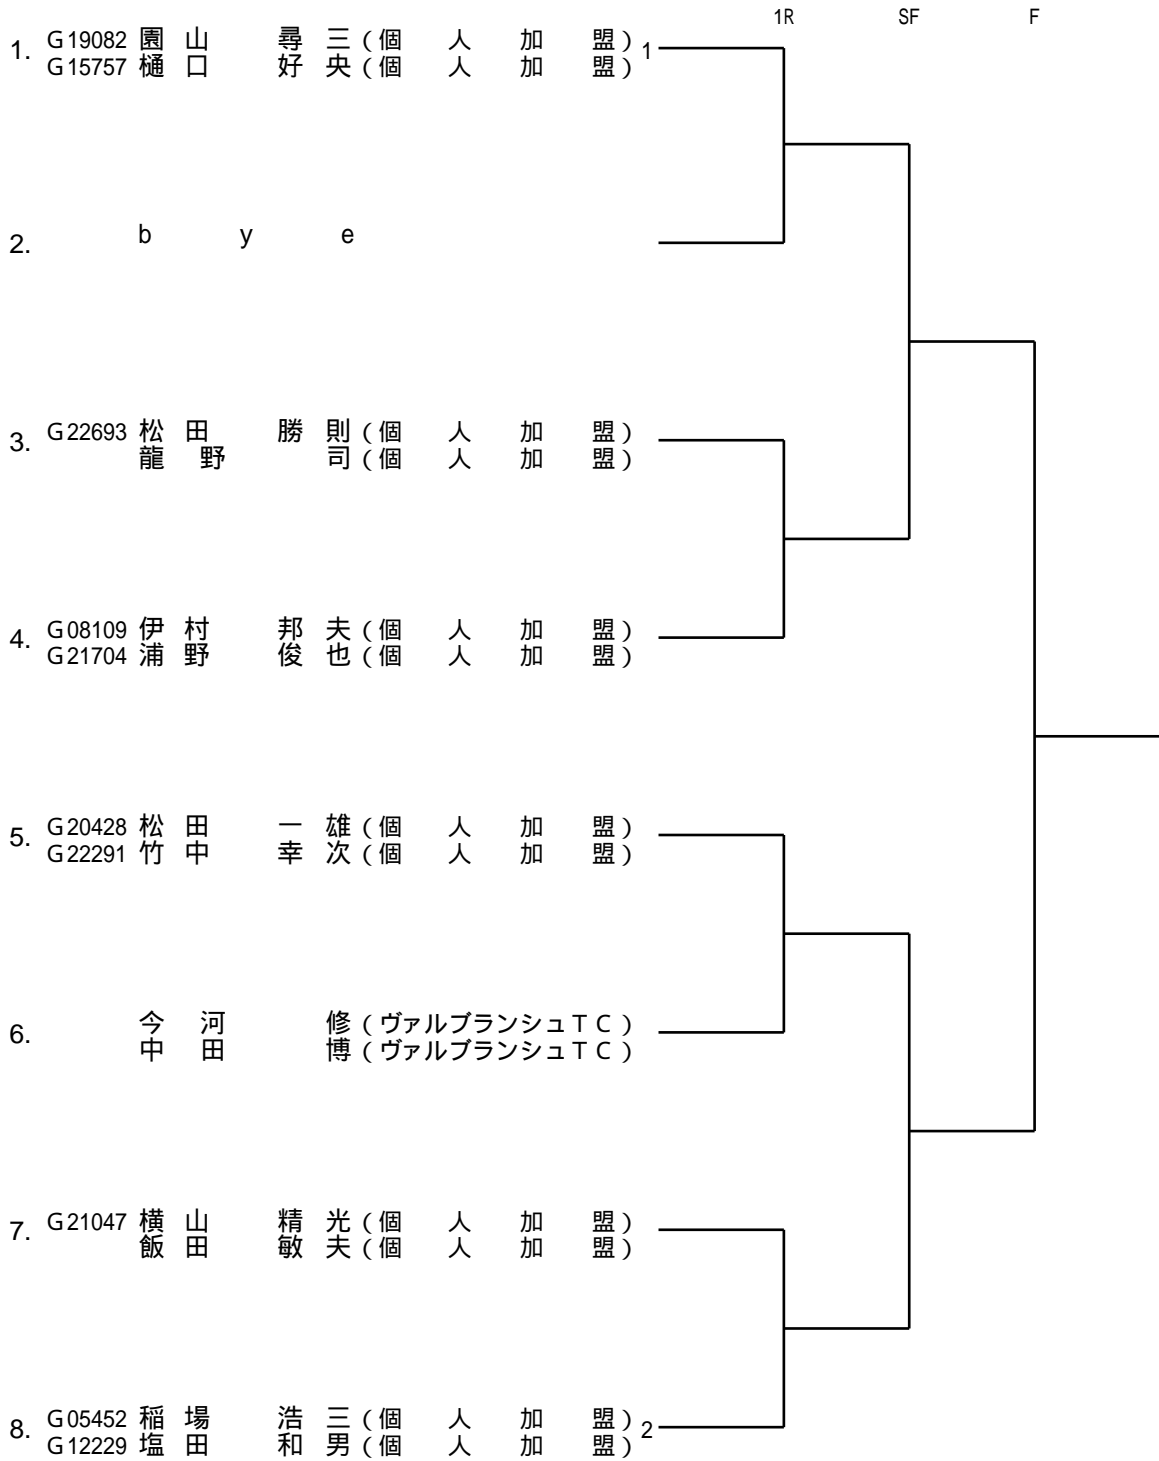 1R SF F
1. G19082 園山 尋三(個人加盟) 1
G15757 樋口 好央(個人加盟)
2. bye
3. G22693 松田 勝則(個人加盟)
龍野 司(個人加盟)
4. G08109 伊村 邦夫(個人加盟)
G21704 浦野 俊也(個人加盟)
5. G20428 松田 一雄(個人加盟)
G22291 竹中 幸次(個人加盟)
6. 今河 修(ヴァルブランシュTC)
中田 博(ヴァルブランシュTC)
7. G21047 横山 精光(個人加盟)
飯田 敏夫(個人加盟)
8. G05452 稲場 浩三(個人加盟) 2
G12229 塩田 和男(個人加盟)